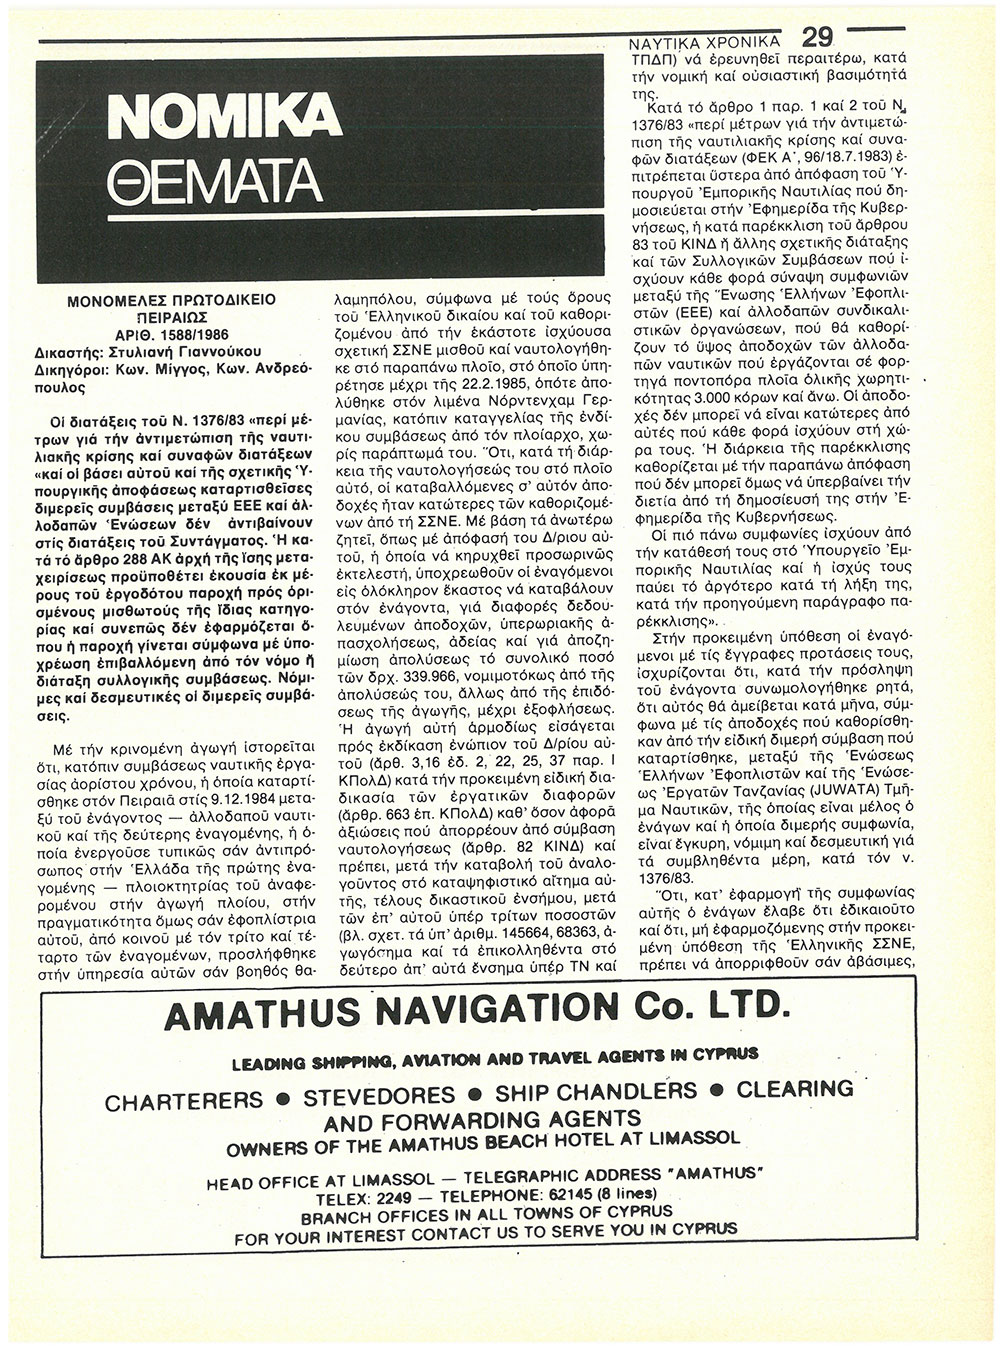 ΝΑΥΤΙΚΑ ΧΡΟΝΙΚΑ 29
ΝΟΜΙΚΑ
ΘΕΜΑΤΑ
ΜΟΝΟΜΕΛΕΣ ΠΡΩΤΟΔΙΚΕΙΟ
ΠΕΙΡΑΙΩΣ
ΑΡΙΘ. 1588/1986
Δικαστής: Στυλιανή Γιαννούκου
Δικηγόροι: Κων. Μίγγος, Κων. Ανδρεό-
πουλος
Οἱ διατάξεις τοῦ Ν. 1376/83 «περί μέ-
τρων γιά τήν ἀντιμετώπιση τῆς ναυτι-
λιακῆς κρίσης καί συναφῶν διατάξεων
«καί οἱ βάσει αὐτοῦ καί τῆς σχετικῆς Ὑ-
πουργικῆς ἀποφάσεως καταρτισθεῖσες
διμερεῖς συμβάσεις μεταξύ ΕΕΕ καί ἀλ-
λοδαπῶν Ἑνώσεων δέν ἀντιβαίνουν
στίς διατάξεις τοῦ Συντάγματος. Ἡ κα-
τά τό ἄρθρο 288 ΑΚ ἀρχή τῆς ἴσης μετα-
χειρίσεως προϋποθέτει ἑκουσία ἐκ μέ-
ρους τοῦ ἐργοδότου παροχή πρός ὁρι-
σμένους μισθωτούς τῆς ἴδιας κατηγο-
ρίας καί συνεπῶς δέν ἐφαρμόζεται ὅ-
που ἡ παροχή γίνεται σύμφωνα μέ ὑπο-
χρέωση ἐπιβαλλόμενη ἀπό τόν νόμο ἤ
διάταξη συλλογικῆς συμβάσεως. Νόμι-
μες καί δεσμευτικές οἱ διμερεῖς συμβά-
σεις.
Μέ τήν κρινομένη ἀγωγή ἱστορεῖται
ὅτι, κατόπιν συμβάσεως ναυτικῆς ἐργα-
σίας ἀορίστου χρόνου, ἡ ὁποία καταρτί-
σθηκε στόν Πειραιᾶ στίς 9.12.1984 μετα-
ξύ τοῦ ἐνάγοντος — ἀλλοδαποῦ ναυτι-
κοῦ καί τῆς δεύτερης ἐναγομένης, ἡ ὁ-
ποία ἐνεργοῦσε τυπικῶς σάν ἀντιπρό-
σωπος στήν Ἑλλάδα τῆς πρώτης ἐνα-
γομένης — πλοιοκτητρίας τοῦ ἀναφε-
ρομένου στήν ἀγωγή πλοίου, στήν
πραγματικότητα ὅμως σάν ἐφοπλίστρια
αὐτοῦ, ἀπό κοινοῦ μέ τόν τρίτο καί τέ-
ταρτο τῶν ἐναγομένων, προσλήφθηκε
στήν ὑπηρεσία αὐτῶν σάν βοηθός θα-
λαμηπόλου, σύμφωνα μέ τούς ὅρους
τοῦ Ἑλληνικοῦ δικαίου καί τοῦ καθορι-
ζομένου ἀπό τήν ἑκάστοτε ἰσχύουσα
σχετική ΣΣΝΕ μισθοῦ καί ναυτολογήθη-
κε στό παραπάνω πλοῖο, στό ὁποῖο ὑπη-
ρέτησε μέχρι τῆς 22.2.1985, ὁπότε ἀπο-
λύθηκε στόν λιμένα Νόρντενχαμ Γερ-
μανίας, κατόπιν καταγγελίας τῆς ἐνδί-
κου συμβάσεως ἀπό τόν πλοίαρχο, χω-
ρίς παράπτωμά του. Ὅτι, κατά τή διάρ-
κεια τῆς ναυτολογήσεώς του στό πλοῖο
αὐτό, οἱ καταβαλλόμενες σ' αὐτόν ἀπο-
δοχές ἦταν κατώτερες τῶν καθοριζομέ-
νων ἀπό τή ΣΣΝΕ. Μέ βάση τά ἀνωτέρω
ζητεῖ, ὅπως μέ ἀπόφασή του Δ/ριου αὐ-
τοῦ, ἡ ὁποία νά κηρυχθεῖ προσωρινῶς
ἐκτελεστή, ὑποχρεωθοῦν οἱ ἐναγόμενοι
εἰς ὁλόκληρον ἕκαστος νά καταβάλουν
στόν ἐνάγοντα, γιά διαφορές δεδου-
λευμένων ἀποδοχῶν, ὑπερωριακῆς ἀ-
πασχολήσεως, ἀδείας καί γιά ἀποζη-
μίωση ἀπολύσεως τό συνολικό ποσό
τῶν δρχ. 339.966, νομιμοτόκως ἀπό τῆς
ἀπολύσεώς του, ἄλλως ἀπό τῆς ἐπιδό-
σεως τῆς ἀγωγῆς, μέχρι ἐξοφλήσεως.
Ἡ ἀγωγή αὐτή ἁρμοδίως εἰσάγεται
πρός ἐκδίκαση ἐνώπιον τοῦ Δ/ρίου αὐ-
τοῦ (ἄρθ. 3,16 ἐδ. 2, 22, 25, 37 παρ. Ι
ΚΠολΔ) κατά τήν προκειμένη εἰδική δια-
δικασία τῶν ἐργατικῶν διαφορῶν
(ἄρθρ. 663 ἑπ. ΚΠολΔ) καθ' ὅσον ἀφορᾶ
ἀξιώσεις πού ἀπορρέουν ἀπό σύμβαση
ναυτολογήσεως (ἄρθρ. 82 ΚΙΝΔ) καί
πρέπει, μετά τήν καταβολή τοῦ ἀναλο-
γοῦντος στό καταψηφιστικό αἴτημα αὐ-
τῆς, τέλους δικαστικοῦ ἐνσήμου, μετά
τῶν ἐπ' αὐτοῦ ὑπέρ τρίτων ποσοστῶν
(βλ. σχετ. τά ὑπ' ἀριθμ. 145664, 68363, ἀ-
γωγόσημα καί τά ἐπικολληθέντα στό
δεύτερο ἀπ' αὐτά ἔνσημα ὑπέρ ΤΝ καί
ΤΠΔΠ) νά ἐρευνηθεῖ περαιτέρω, κατά
τήν νομική καί οὐσιαστική βασιμότητά
της.
Κατά τό ἄρθρο 1 παρ. 1 καί 2 τοῦ Ν.
1376/83 «περί μέτρων γιά τήν ἀντιμετώ-
πιση τῆς ναυτιλιακῆς κρίσης καί συνα-
φῶν διατάξεων (ΦΕΚ Α΄, 96/18.7.1983) ἐ-
πιτρέπεται ὕστερα ἀπό ἀπόφαση τοῦ Ὑ-
πουργοῦ Ἐμπορικῆς Ναυτιλίας πού δη-
μοσιεύεται στήν Ἐφημερίδα τῆς Κυβερ-
νήσεως, ἡ κατά παρέκκλιση τοῦ ἄρθρου
83 τοῦ ΚΙΝΔ ἤ ἄλλης σχετικῆς διάταξης
καί τῶν Συλλογικῶν Συμβάσεων πού ἰ-
σχύουν κάθε φορά σύναψη συμφωνιῶν
μεταξύ τῆς Ἕνωσης Ἑλλήνων Ἐφοπλι-
στῶν (ΕΕΕ) καί ἀλλοδαπῶν συνδικαλι-
στικῶν ὀργανώσεων, πού θά καθορί-
ζουν τό ὕψος ἀποδοχῶν τῶν ἀλλοδα-
πῶν ναυτικῶν πού ἐργάζονται σέ φορ-
τηγά ποντοπόρα πλοῖα ὁλικῆς χωρητι-
κότητας 3.000 κόρων καί ἄνω. Οἱ ἀποδο-
χές δέν μπορεῖ νά εἶναι κατώτερες ἀπό
αὐτές πού κάθε φορά ἰσχύουν στή χώ-
ρα τους. Ἡ διάρκεια τῆς παρέκκλισης
καθορίζεται μέ τήν παραπάνω ἀπόφαση
πού δέν μπορεῖ ὅμως νά ὑπερβαίνει τήν
διετία ἀπό τή δημοσίευσή της στήν Ἐ-
φημερίδα τῆς Κυβερνήσεως.
Οἱ πιό πάνω συμφωνίες ἰσχύουν ἀπό
τήν κατάθεσή τους στό Ὑπουργεῖο Ἐμ-
πορικῆς Ναυτιλίας καί ἡ ἰσχύς τους
παύει τό ἀργότερο κατά τή λήξη της,
κατά τήν προηγούμενη παράγραφο πα-
ρέκκλισης».
Στήν προκειμένη ὑπόθεση οἱ ἐναγό-
μενοι μέ τίς ἔγγραφες προτάσεις τους,
ἰσχυρίζονται ὅτι, κατά τήν πρόσληψη
τοῦ ἐνάγοντα συνωμολογήθηκε ρητά,
ὅτι αὐτός θά ἀμείβεται κατά μῆνα, σύμ-
φωνα μέ τίς ἀποδοχές πού καθορίσθη-
καν ἀπό τήν εἰδική διμερή σύμβαση πού
καταρτίσθηκε, μεταξύ τῆς Ἑνώσεως
Ἑλλήνων Ἐφοπλιστῶν καί τῆς Ἑνώσε-
ως Ἐργατῶν Τανζανίας (JUWATA) Τμῆ-
μα Ναυτικῶν, τῆς ὁποίας εἶναι μέλος ὁ
ἐνάγων καί ἡ ὁποία διμερής συμφωνία,
εἶναί ἔγκυρη, νόμιμη καί δεσμευτική γιά
τά συμβληθέντα μέρη, κατά τόν ν.
1376/83.
Ὅτι, κατ' ἐφαρμογή τῆς συμφωνίας
αὐτῆς ὁ ἐνάγων ἔλαβε ὅτι ἐδικαιοῦτο
καί ὅτι, μή ἐφαρμοζόμενης στήν προκει-
μένη ὑπόθεση τῆς Ἑλληνικῆς ΣΣΝΕ,
πρέπει νά ἀπορριφθοῦν σάν ἀβάσιμες,
AMATHUS NAVIGATION Co. LTD.
LEADING SHIPPING, AVIATION AND TRAVEL AGENTS IN CYPRUS
CHARTERERS ● STEVEDORES ● SHIP CHANDLERS ● CLEARING
AND FORWARDING AGENTS
OWNERS OF THE AMATHUS BEACH HOTEL AT LIMASSOL
HEAD OFFICE AT LIMASSOL — TELEGRAPHIC ADDRESS "AMATHUS"
TELEX: 2249 — TELEPHONE: 62145 (8 lines)
BRANCH OFFICES IN ALL TOWNS OF CYPRUS
FOR YOUR INTEREST CONTACT US TO SERVE YOU IN CYPRUS